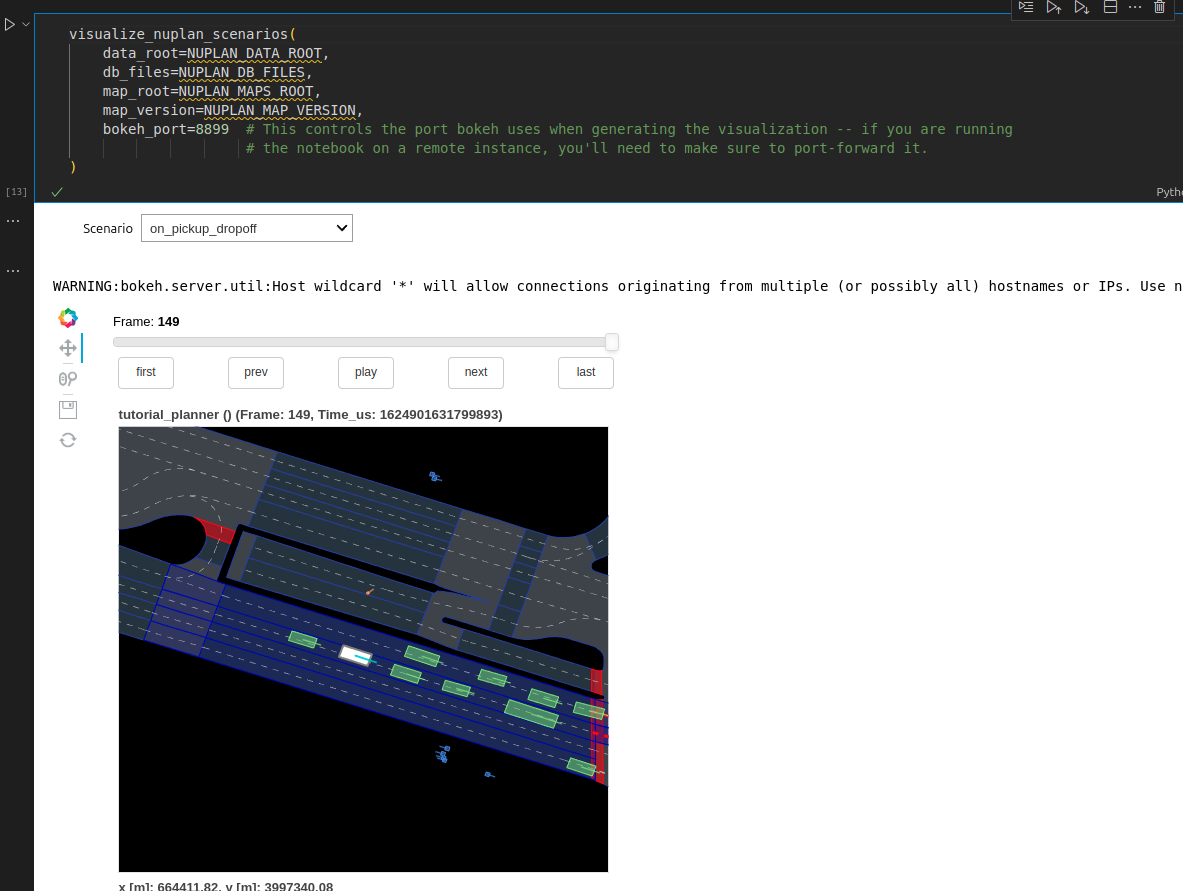 visualize_nuplan_scenarios(
data_root=NUPLAN_DATA_ROOT,
db_files=NUPLAN_DB_FILES,
map_root=NUPLAN_MAPS_ROOT,
map_version=NUPLAN_MAP_VERSION,
bokeh_port=8899  # This controls the port bokeh uses when generating the visualization -- if you are running
# the notebook on a remote instance, you'll need to make sure to port-forward it.
)
[13]
Pytho
Scenario on_pickup_dropoff
WARNING:bokeh.server.util:Host wildcard '*' will allow connections originating from multiple (or possibly all) hostnames or IPs. Use n
Frame: 149
first prev play next last
tutorial_planner () (Frame: 149, Time_us: 1624901631799893)
x [m]: 664411.82, y [m]: 3997340.08